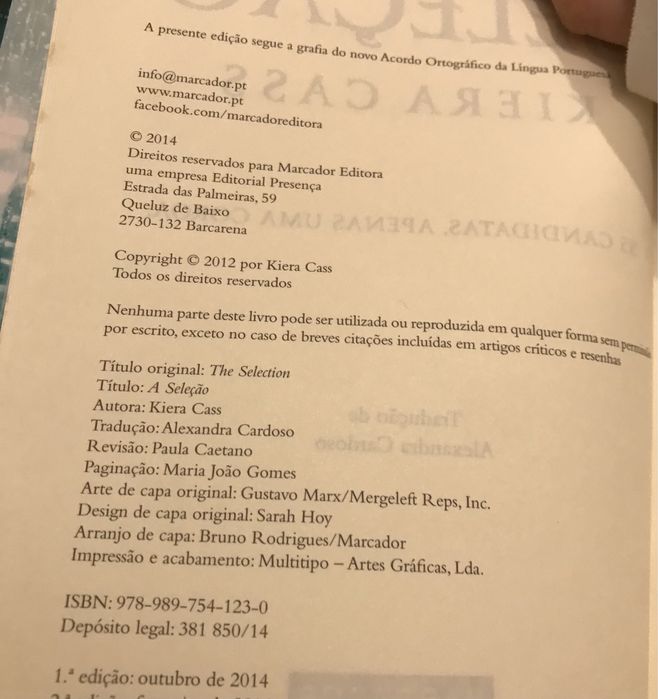 A presente edição segue a grafia do novo Acordo Ortográfico da Língua Portuguesa
info@marcador.pt
www.marcador.pt
facebook.com/marcadoreditora
© 2014
Direitos reservados para Marcador Editora
uma empresa Editorial Presença
Estrada das Palmeiras, 59
Queluz de Baixo
2730-132 Barcarena
Copyright © 2012 por Kiera Cass
Todos os direitos reservados
Nenhuma parte deste livro pode ser utilizada ou reproduzida em qualquer forma sem
por escrito, exceto no caso de breves citações incluídas em artigos críticos e resenhas
Título original: The Selection
Título: A Seleção
Autora: Kiera Cass
Tradução: Alexandra Cardoso
Revisão: Paula Caetano
Paginação: Maria João Gomes
Arte de capa original: Gustavo Marx/Mergeleft Reps, Inc.
Design de capa original: Sarah Hoy
Arranjo de capa: Bruno Rodrigues/Marcador
Impressão e acabamento: Multitipo – Artes Gráficas, Lda.
ISBN: 978-989-754-123-0
Depósito legal: 381 850/14
1.ª edição: outubro de 2014